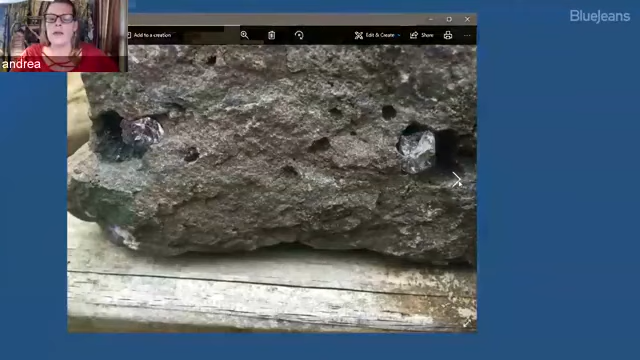 BLUEJEANS
andrea
Add to a creation
Edit & Create
Share